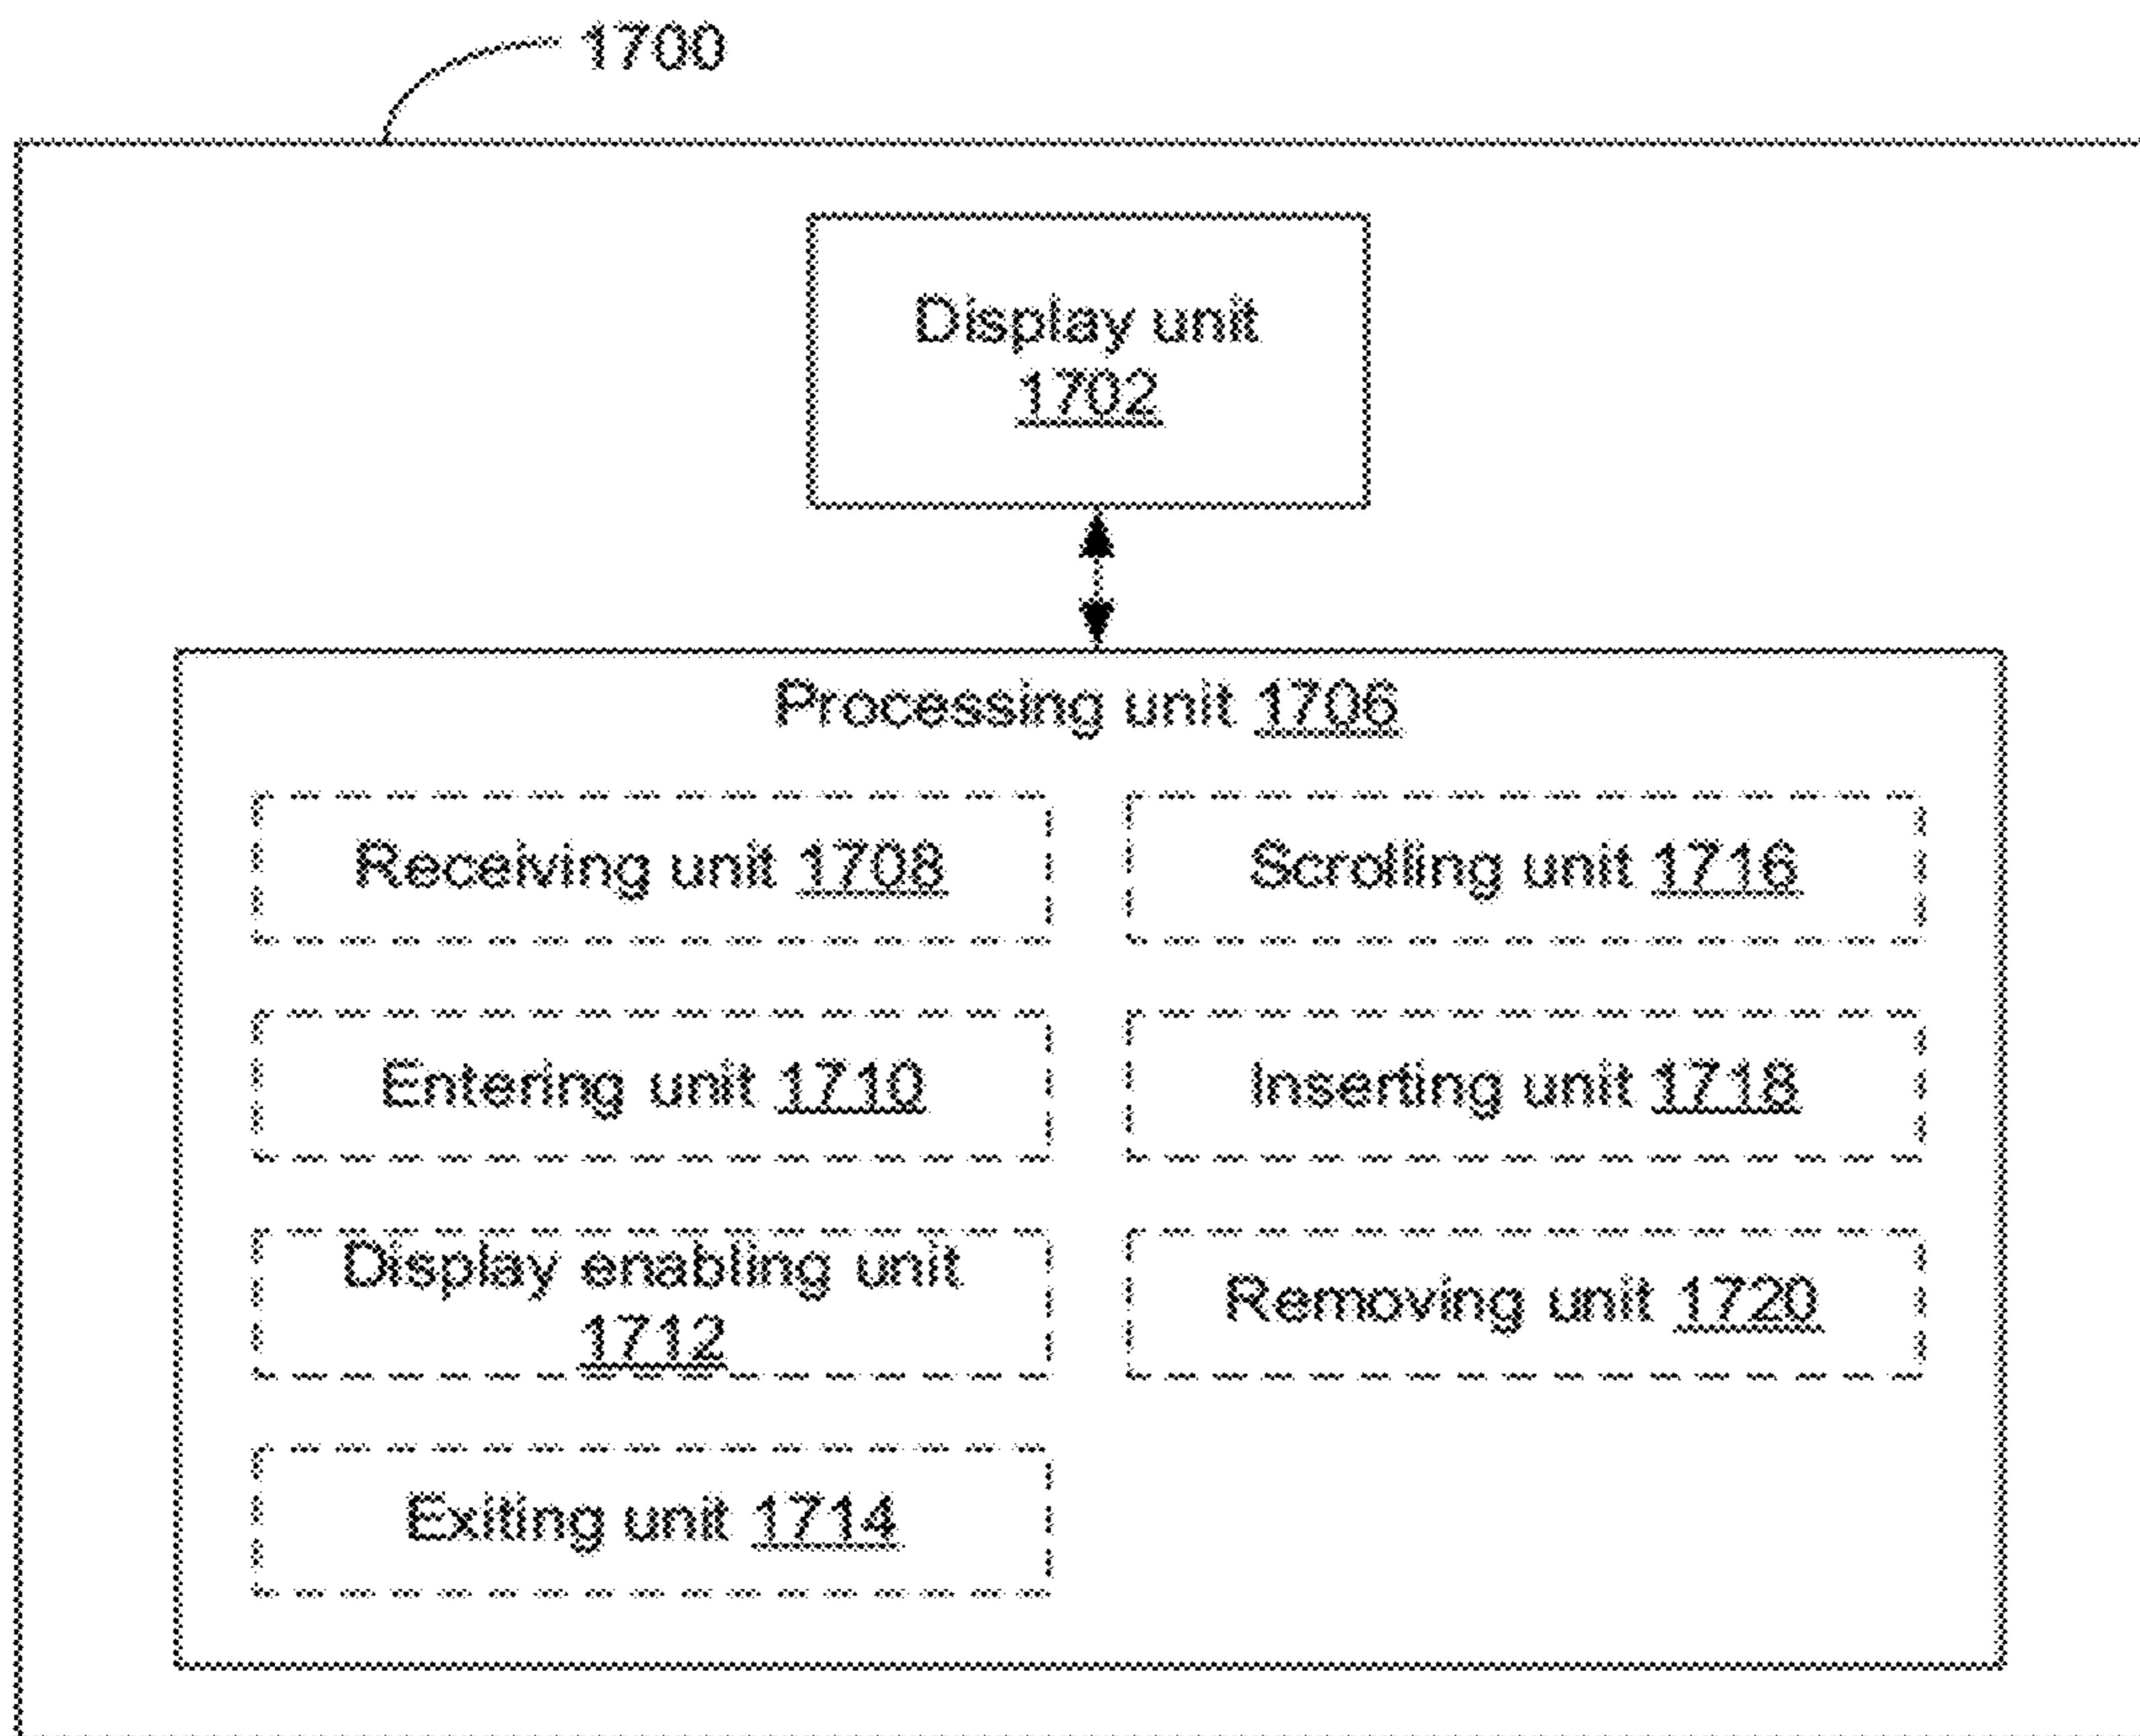 1700
Display unit
1702
Processing unit 1706
Receiving unit 1708
Scrolling unit 1716
Entering unit 1710
Inserting unit 1718
Display enabling unit
1712
Removing unit 1720
Exiting unit 1714